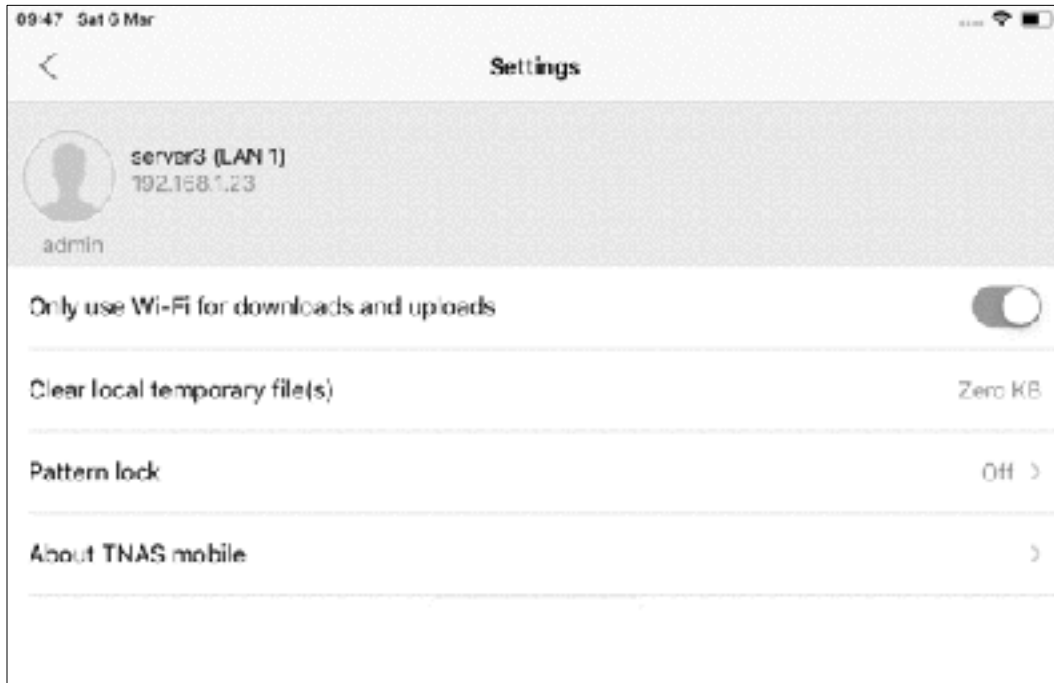 09:47 Sat 6 Mar
Settings
server3 (LAN 1)
192.168.1.23
admin
Only use Wi-Fi for downloads and uploads
Clear local temporary file(s) Zero KB
Pattern lock Off
About TNAS mobile